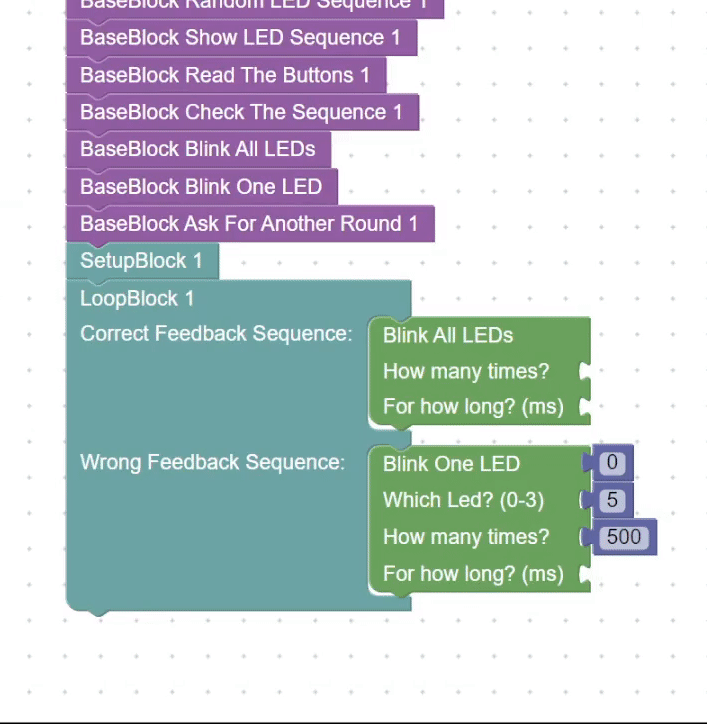 BaseBlock Random LED Sequence 1
BaseBlock Show LED Sequence 1
BaseBlock Read The Buttons 1
BaseBlock Check The Sequence 1
BaseBlock Blink All LEDs
BaseBlock Blink One LED
BaseBlock Ask For Another Round 1
SetupBlock 1
LoopBlock 1
Correct Feedback Sequence: Blink All LEDs
How many times?
For how long? (ms)
Wrong Feedback Sequence: Blink One LED 0
Which Led? (0-3) 5
How many times? 500
For how long? (ms)